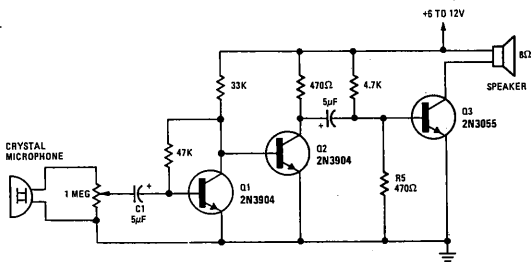 +6 TO 12V
8Ω
SPEAKER
33K
470Ω
4.7K
5μF
+
Q3
2N3055
47K
Q2
2N3904
CRYSTAL
MICROPHONE
1 MEG
+
C1
5μF
Q1
2N3904
R5
470Ω